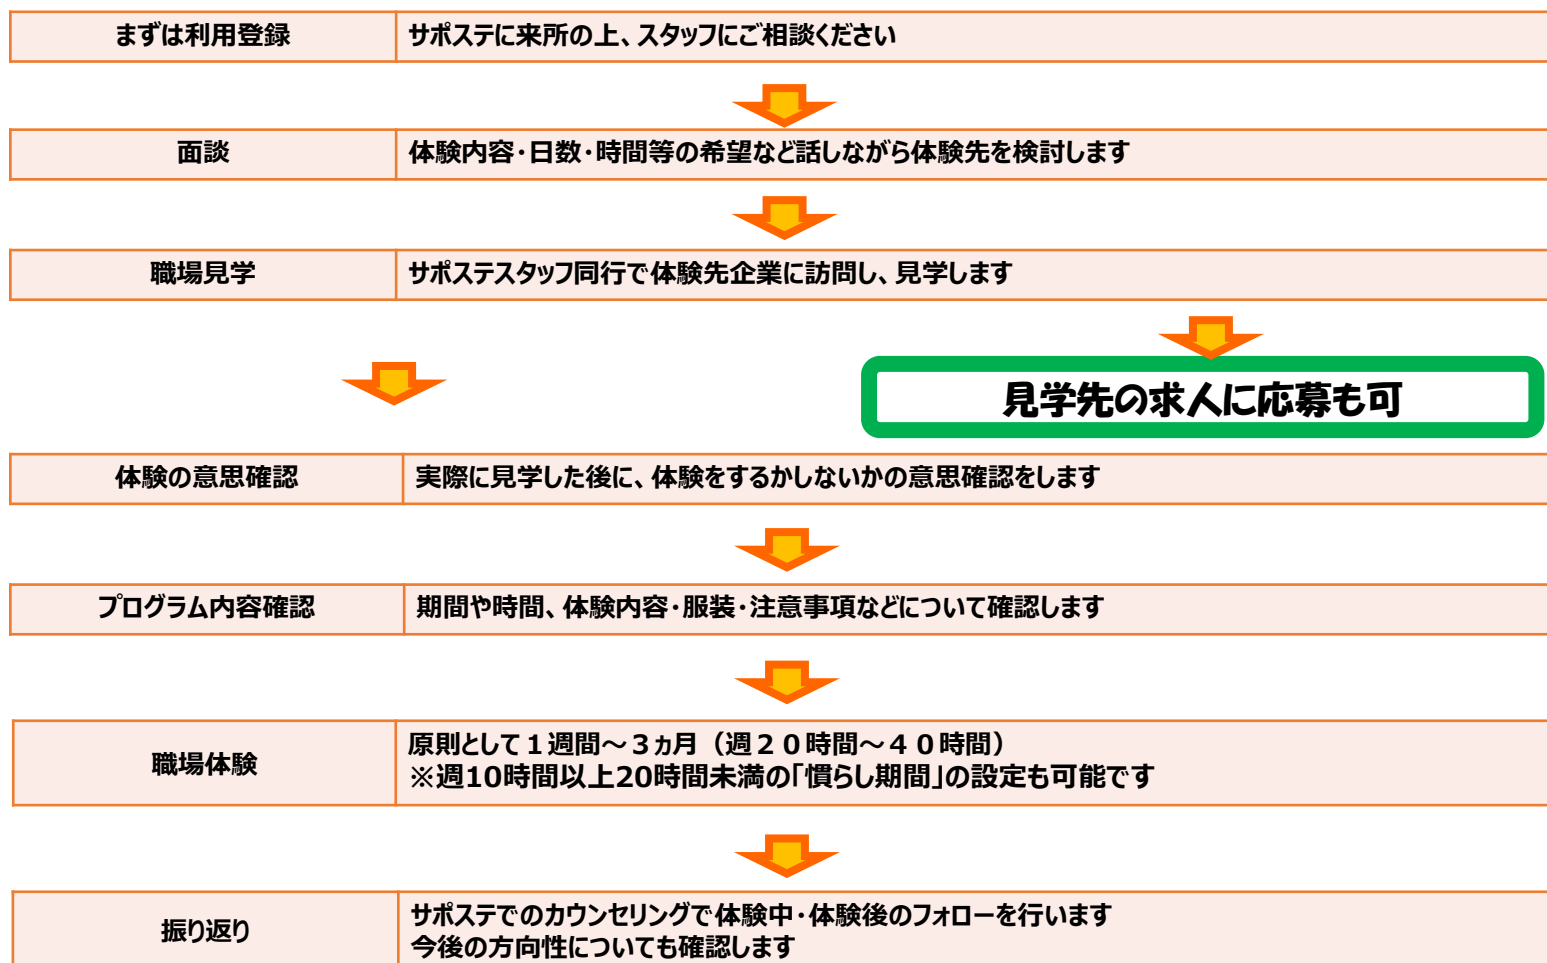 まずは利用登録
サポステに来所の上、スタッフにご相談ください
面談
体験内容・日数・時間等の希望など話しながら体験先を検討します
職場見学
サポステスタッフ同行で体験先企業に訪問し、見学します
見学先の求人に応募も可
体験の意思確認
実際に見学した後に、体験をするかしないかの意思確認をします
プログラム内容確認
期間や時間、体験内容・服装・注意事項などについて確認します
職場体験
原則として１週間～３ヵ月（週２０時間～４０時間）
※週10時間以上20時間未満の「慣らし期間」の設定も可能です
振り返り
サポステでのカウンセリングで体験中・体験後のフォローを行います
今後の方向性についても確認します